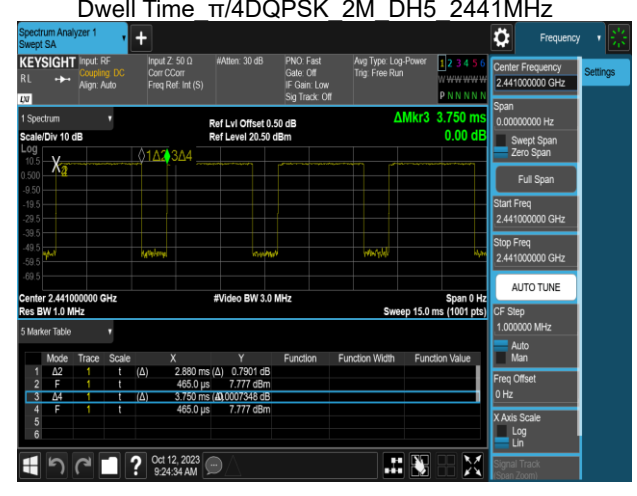 Dwell Time_π/4DQPSK_2M_DH5_2441MHz
Spectrum Analyzer 1
Swept SA
+
Frequency
KEYSIGHT
RL
LXI
Input: RF
Coupling: DC
Align: Auto
Input Z: 50 Ω
Corr CCorr
Freq Ref: Int (S)
#Atten: 30 dB
PNO: Fast
Gate: Off
IF Gain: Low
Sig Track: Off
Avg Type: Log-Power
Trig: Free Run
1 2 3 4 5 6
W W W W W W
P N N N N N
1 Spectrum
Scale/Div 10 dB
Ref Lvl Offset 0.50 dB
Ref Level 20.50 dBm
ΔMkr3 3.750 ms
0.00 dB
Log
10.5
0.500
-9.50
-19.5
-29.5
-39.5
-49.5
-59.5
-69.5
Center 2.441000000 GHz
Res BW 1.0 MHz
#Video BW 3.0 MHz
Span 0 Hz
Sweep 15.0 ms (1001 pts)
5 Marker Table
Mode Trace Scale X Y Function Function Width Function Value
1 Δ2 1 t (Δ) 2.880 ms (Δ) 0.7901 dB
2 F 1 t 465.0 µs 7.777 dBm
3 Δ4 1 t (Δ) 3.750 ms (Δ) 0.0007348 dB
4 F 1 t 465.0 µs 7.777 dBm
5
6
Oct 12, 2023
9:24:34 AM
Center Frequency
2.441000000 GHz
Settings
Span
0.00000000 Hz
Swept Span
Zero Span
Full Span
Start Freq
2.441000000 GHz
Stop Freq
2.441000000 GHz
AUTO TUNE
CF Step
1.000000 MHz
Auto
Man
Freq Offset
0 Hz
X Axis Scale
Log
Lin
Signal Track
(Span Zoom)